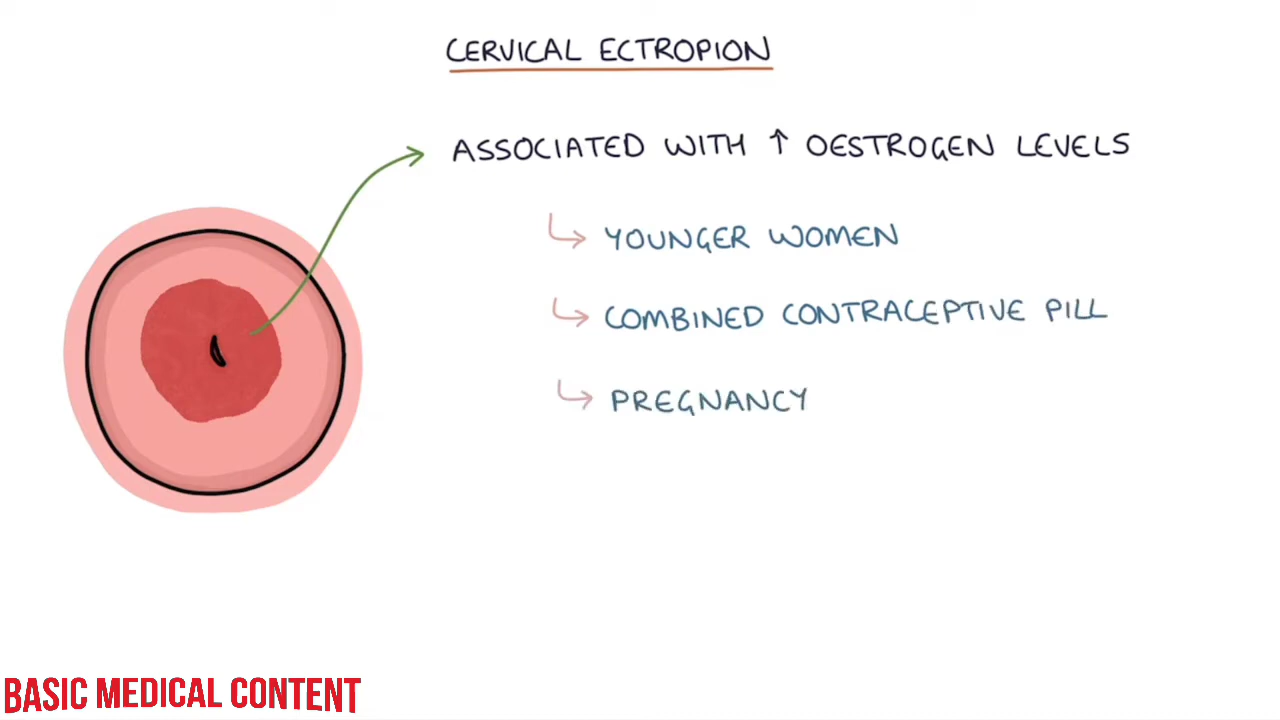 CERVICAL ECTROPION
ASSOCIATED WITH ↑ OESTROGEN LEVELS
↳ YOUNGER WOMEN
↳ COMBINED CONTRACEPTIVE PILL
↳ PREGNANCY
BASIC MEDICAL CONTENT